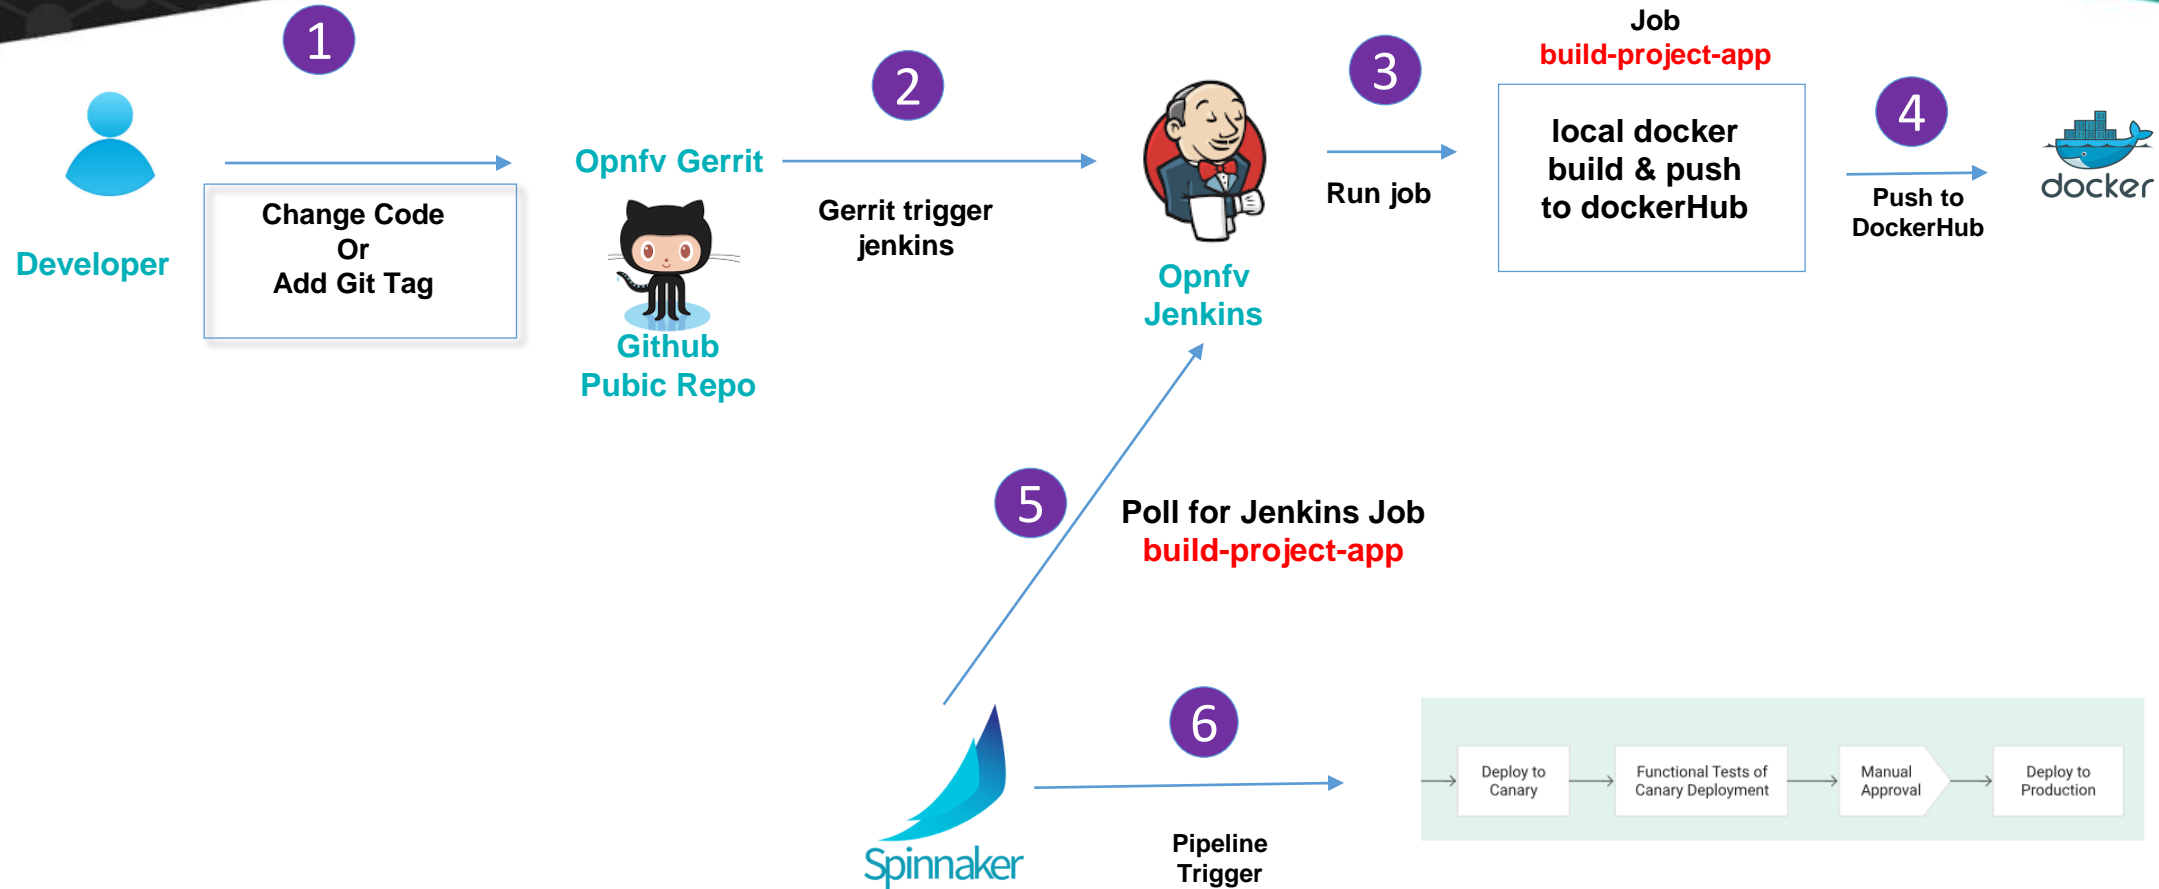 1
2
3
Job
build-project-app
4
Developer
Change Code
Or
Add Git Tag
Opnfv Gerrit
Github
Pubic Repo
Gerrit trigger
jenkins
Opnfv
Jenkins
Run job
local docker
build & push
to dockerHub
Push to
DockerHub
docker
5
Poll for Jenkins Job
build-project-app
Spinnaker
6
Pipeline
Trigger
Deploy to
Canary
Functional Tests of
Canary Deployment
Manual
Approval
Deploy to
Production